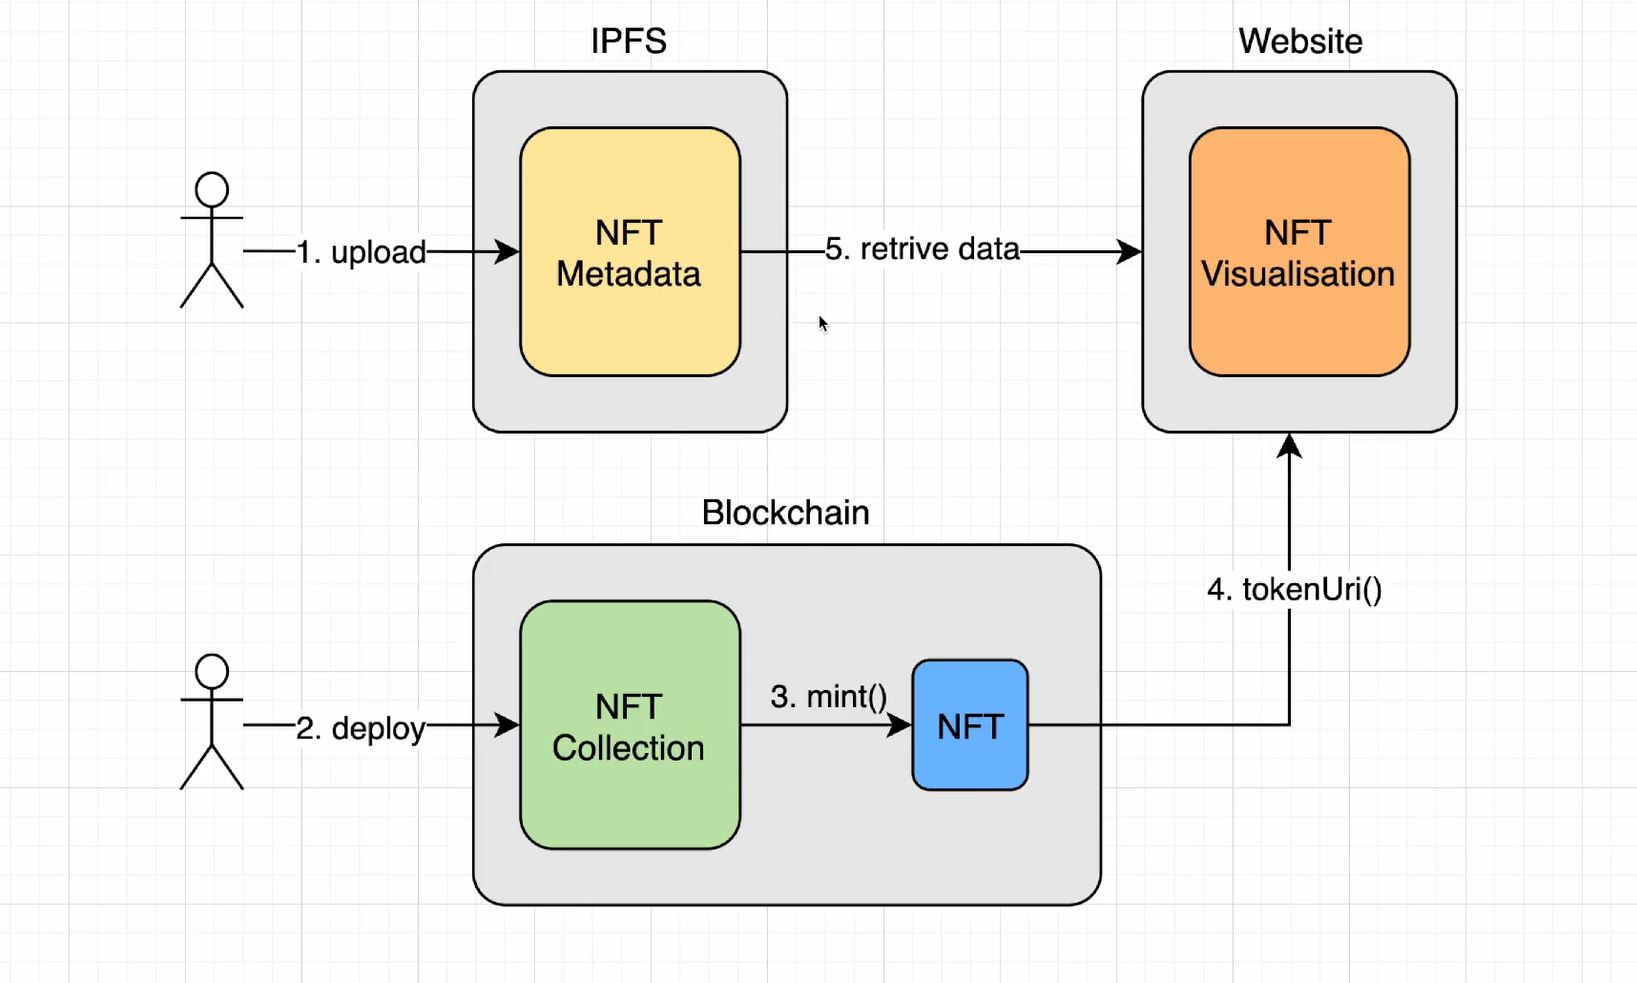 IPFS
Website
NFT
Metadata
NFT
Visualisation
1. upload
5. retrive data
Blockchain
4. tokenUri()
NFT
Collection
3. mint()
NFT
2. deploy